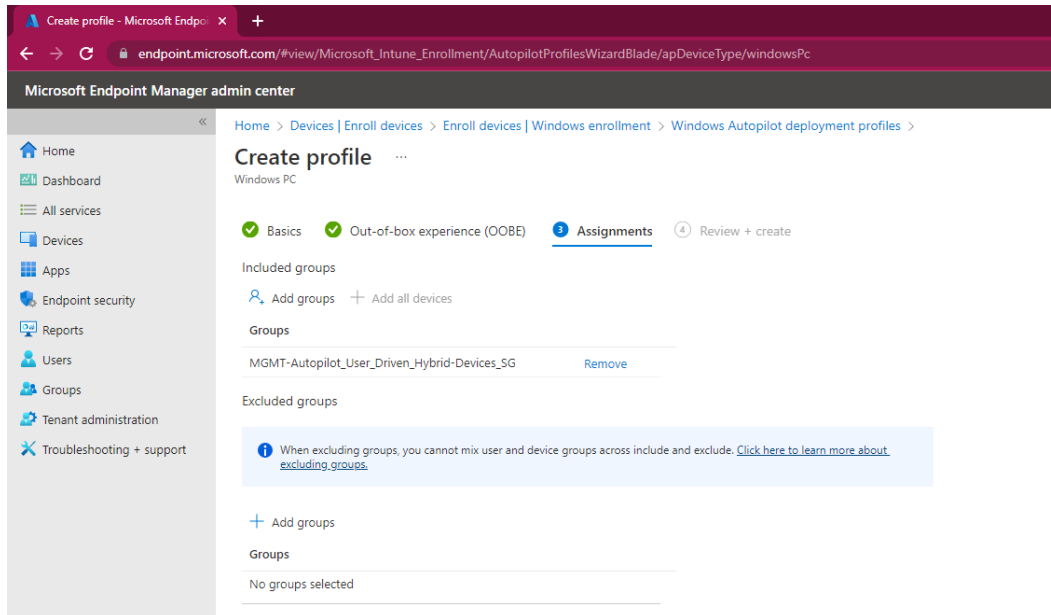 Create profile - Microsoft Endpoi
endpoint.microsoft.com/#view/Microsoft_Intune_Enrollment/AutopilotProfilesWizardBlade/apDeviceType/windowsPc
Microsoft Endpoint Manager admin center
Home > Devices | Enroll devices > Enroll devices | Windows enrollment > Windows Autopilot deployment profiles >
Create profile ...
Windows PC
Home
Dashboard
All services
Devices
Apps
Endpoint security
Reports
Users
Groups
Tenant administration
Troubleshooting + support
Basics Out-of-box experience (OOBE) 3 Assignments 4 Review + create
Included groups
Add groups Add all devices
Groups
MGMT-Autopilot_User_Driven_Hybrid-Devices_SG Remove
Excluded groups
When excluding groups, you cannot mix user and device groups across include and exclude. Click here to learn more about
excluding groups.
Add groups
Groups
No groups selected